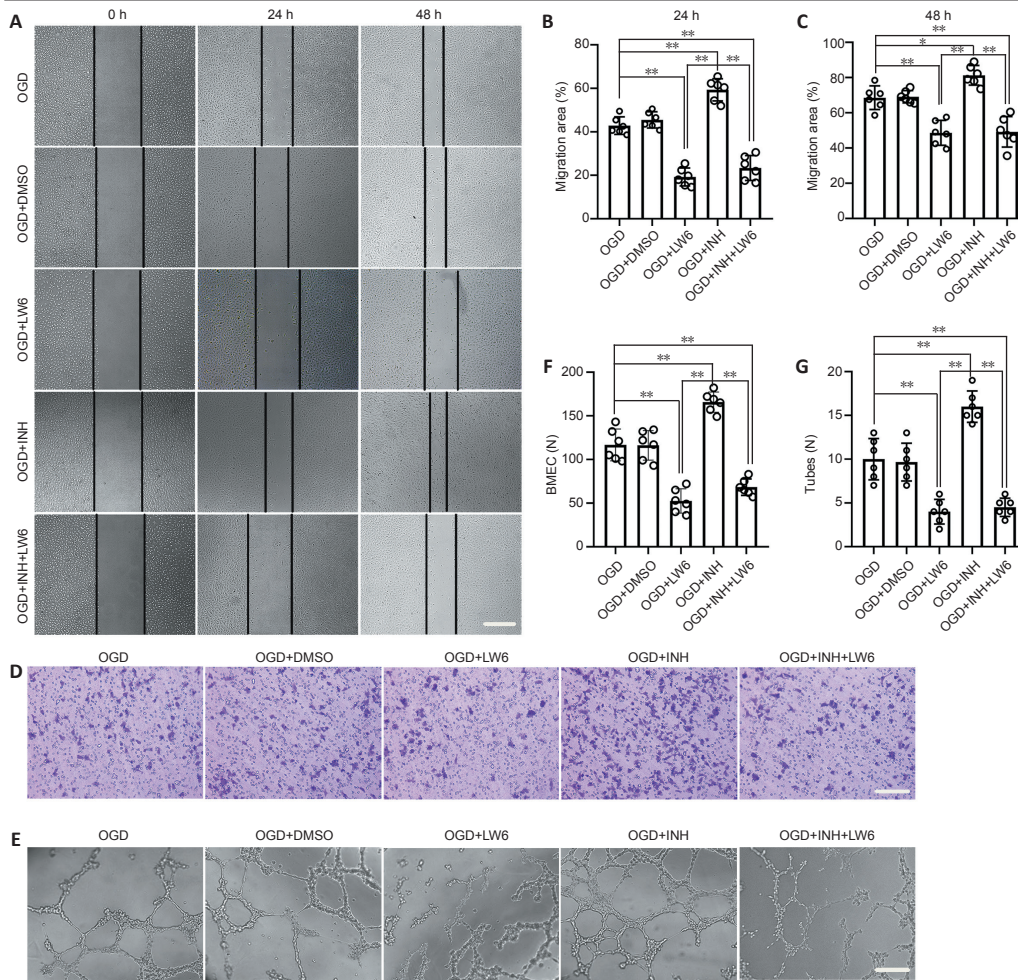 A
0 h
24 h
48 h
OGD
OGD+DMSO
OGD+LW6
OGD+INH
OGD+INH+LW6
B
24 h
**
**
**
**
**
80
60
40
20
0
Migration area (%)
OGD
OGD+DMSO
OGD+LW6
OGD+INH
OGD+INH+LW6
C
48 h
**
*
**
**
**
100
80
60
40
20
0
Migration area (%)
OGD
OGD+DMSO
OGD+LW6
OGD+INH
OGD+INH+LW6
F
**
**
**
**
**
200
150
100
50
0
BMEC (N)
OGD
OGD+DMSO
OGD+LW6
OGD+INH
OGD+INH+LW6
G
**
**
**
**
**
20
15
10
5
0
Tubes (N)
OGD
OGD+DMSO
OGD+LW6
OGD+INH
OGD+INH+LW6
D
OGD
OGD+DMSO
OGD+LW6
OGD+INH
OGD+INH+LW6
E
OGD
OGD+DMSO
OGD+LW6
OGD+INH
OGD+INH+LW6